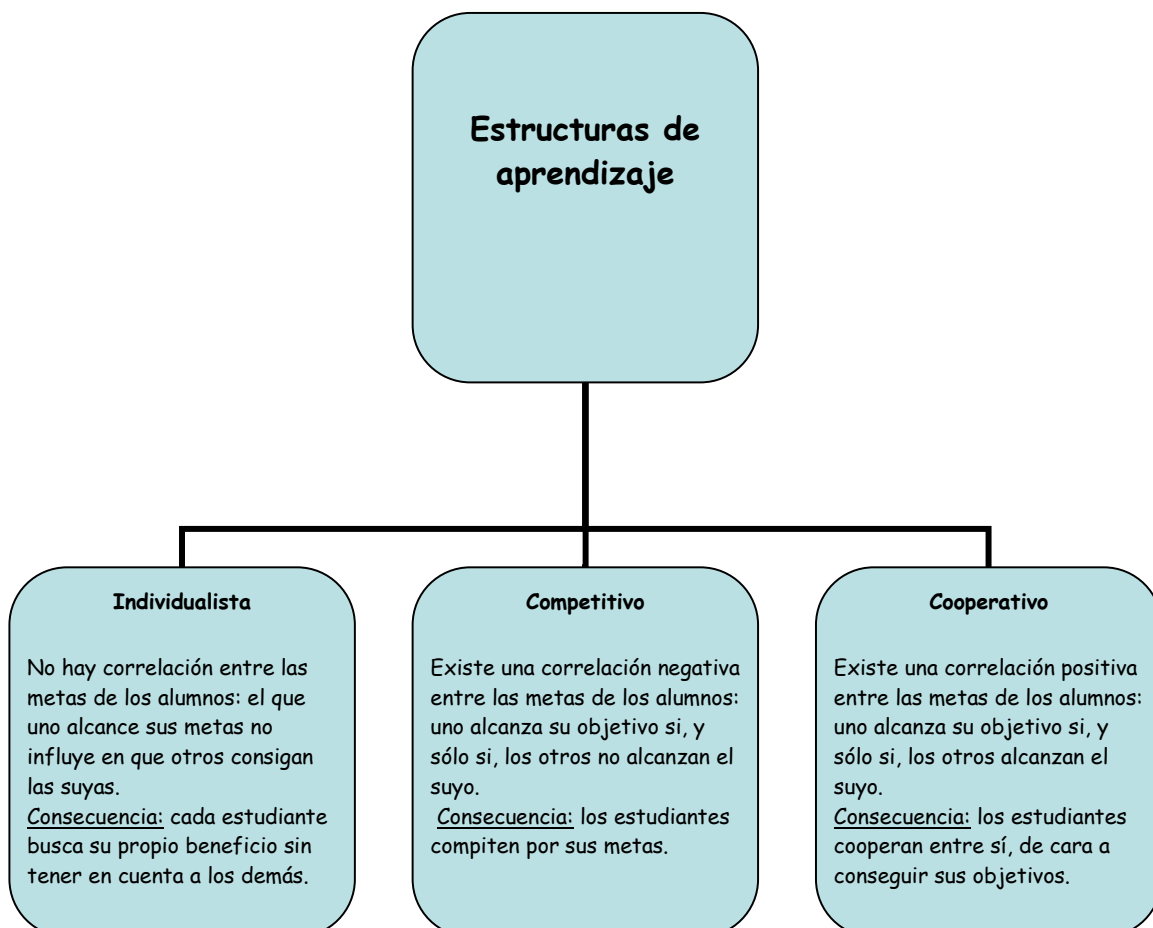 Estructuras de
aprendizaje
Individualista
No hay correlación entre las
metas de los alumnos: el que
uno alcance sus metas no
influye en que otros consigan
las suyas.
Consecuencia: cada estudiante
busca su propio beneficio sin
tener en cuenta a los demás.
Competitivo
Existe una correlación negativa
entre las metas de los alumnos:
uno alcanza su objetivo si, y
sólo si, los otros no alcanzan el
suyo.
Consecuencia: los estudiantes
compiten por sus metas.
Cooperativo
Existe una correlación positiva
entre las metas de los alumnos:
uno alcanza su objetivo si, y
sólo si, los otros alcanzan el
suyo.
Consecuencia: los estudiantes
cooperan entre sí, de cara a
conseguir sus objetivos.